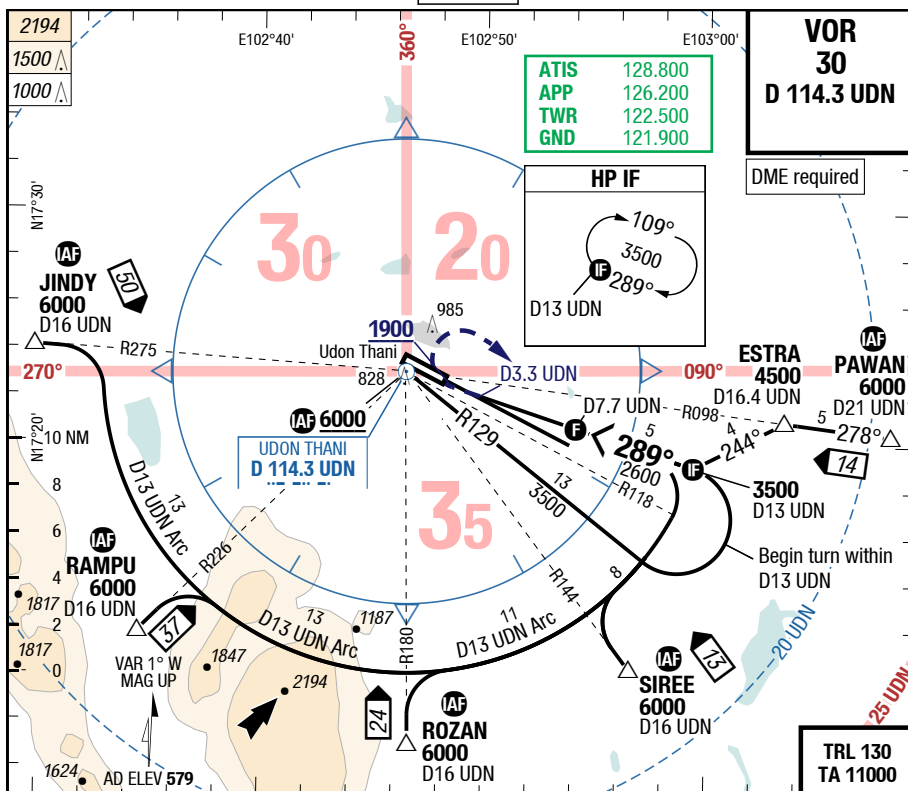 2194
1500
1000
E102°40'
360°
E102°50'
E103°00'
VOR
30
D 114.3 UDN
ATIS 128.800
APP 126.200
TWR 122.500
GND 121.900
DME required
HP IF
109°
3500
IF
289°
D13 UDN
N17°30'
30
20
IAF
JINDY
6000
D16 UDN
50
R275
985
1900
Udon Thani
828
D3.3 UDN
270°
090°
ESTRA
4500
D16.4 UDN
IAF
PAWAN
6000
D21 UDN
R098
5
278°
14
4
244°
D7.7 UDN
F
5
289°
2600
IF
3500
D13 UDN
R129
13
3500
R118
IAF 6000
UDON THANI
D 114.3 UDN
N17°20'
10 NM
8
6
4
2
0
13
D13 UDN Arc
35
R226
IAF
RAMPU
6000
D16 UDN
37
13
D13 UDN Arc
1187
R180
11
D13 UDN Arc
R144
8
Begin turn within
D13 UDN
20 UDN
25 UDN
1817
1817
1847
2194
1624
VAR 1° W
MAG UP
AD ELEV 579
24
IAF
ROZAN
6000
D16 UDN
13
IAF
SIREE
6000
D16 UDN
TRL 130
TA 11000